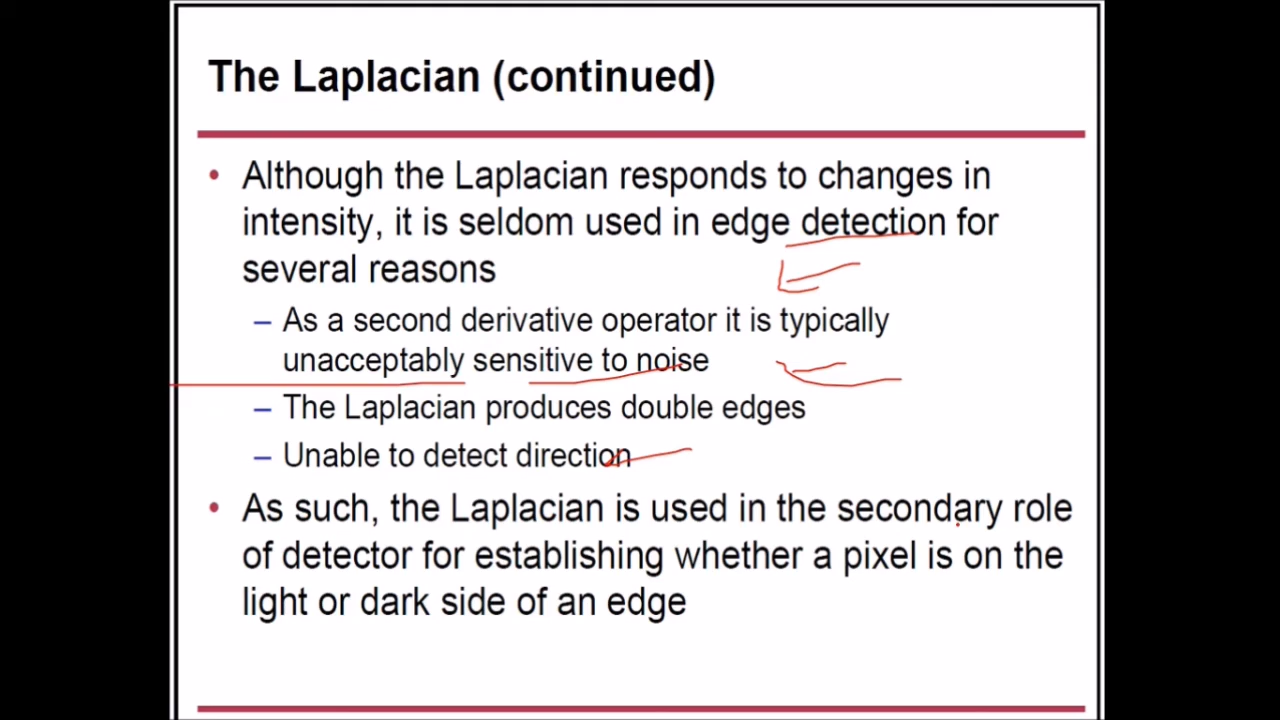 The Laplacian (continued)
• Although the Laplacian responds to changes in
intensity, it is seldom used in edge detection for
several reasons
– As a second derivative operator it is typically
unacceptably sensitive to noise
– The Laplacian produces double edges
– Unable to detect direction
• As such, the Laplacian is used in the secondary role
of detector for establishing whether a pixel is on the
light or dark side of an edge